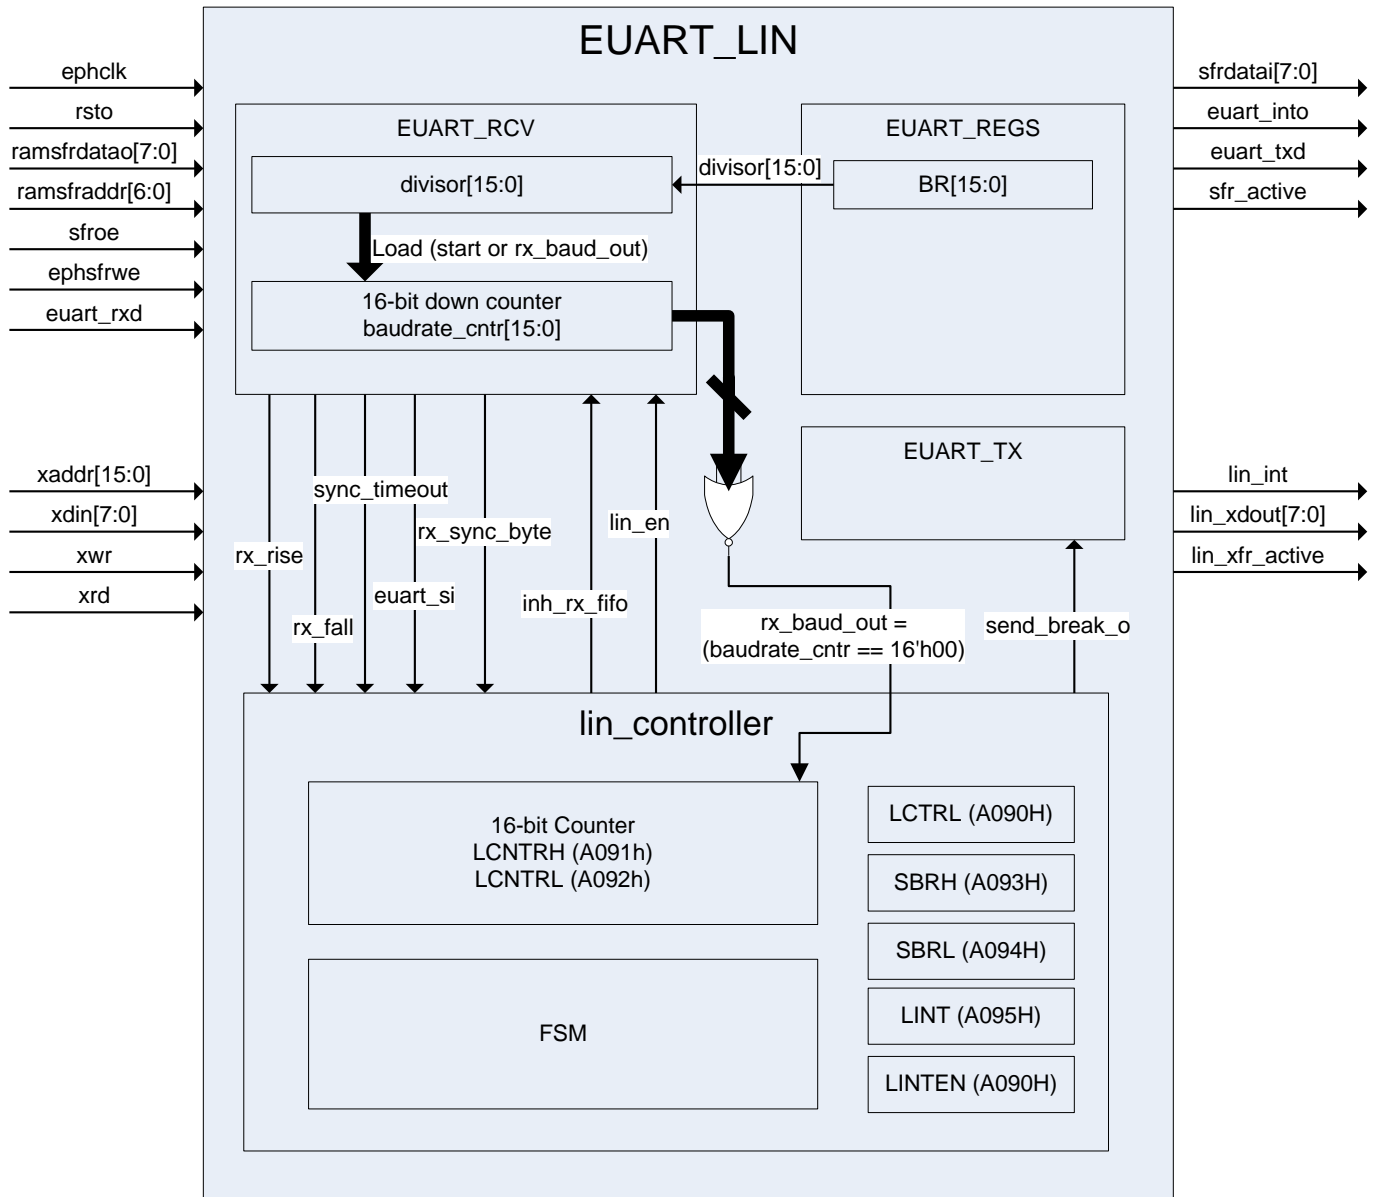 EUART_LIN
ephclk
rsto
ramsfrdatao[7:0]
ramsfraddr[6:0]
sfroe
ephsfrwe
euart_rxd
xaddr[15:0]
xdin[7:0]
xwr
xrd
EUART_RCV
divisor[15:0]
Load (start or rx_baud_out)
16-bit down counter
baudrate_cntr[15:0]
divisor[15:0]
EUART_REGS
BR[15:0]
EUART_TX
sfrdatai[7:0]
euart_into
euart_txd
sfr_active
lin_int
lin_xdout[7:0]
lin_xfr_active
rx_rise
rx_fall
sync_timeout
euart_si
rx_sync_byte
inh_rx_fifo
lin_en
rx_baud_out =
(baudrate_cntr == 16'h00)
send_break_o
lin_controller
16-bit Counter
LCNTRH (A091h)
LCNTRL (A092h)
FSM
LCTRL (A090H)
SBRH (A093H)
SBRL (A094H)
LINT (A095H)
LINTEN (A090H)